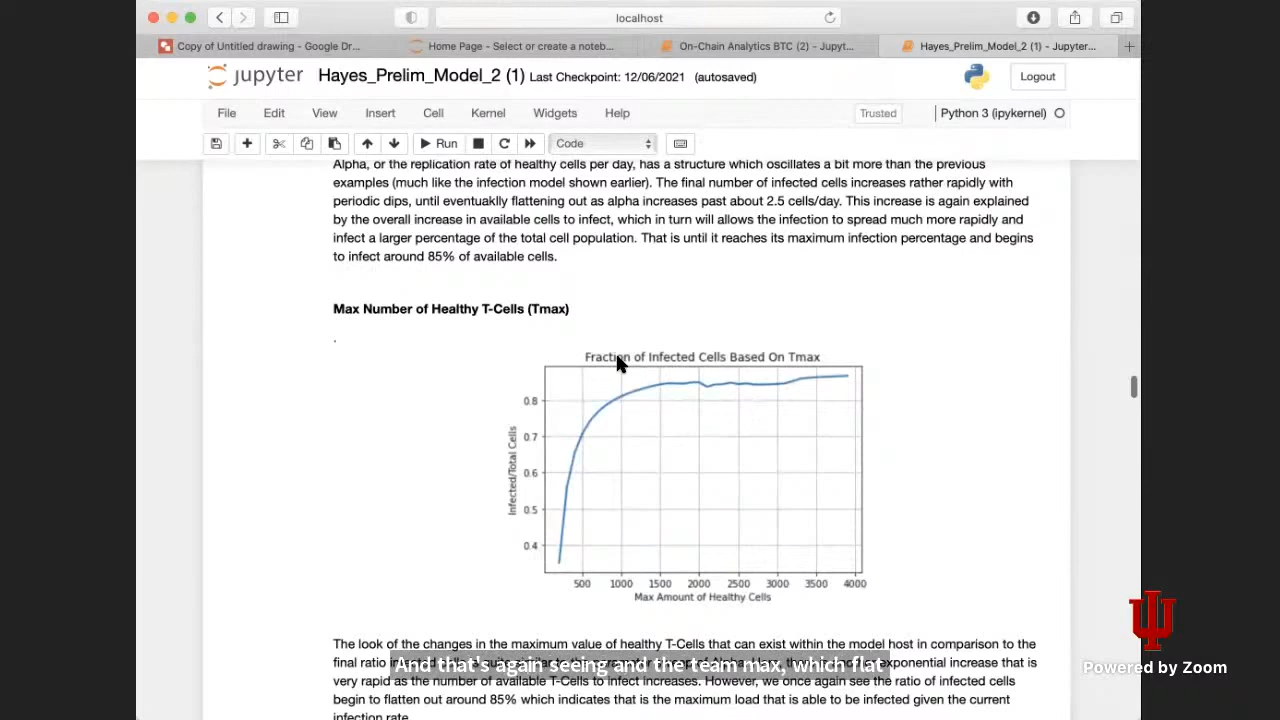 localhost
Copy of Untitled drawing - Google Dr...
Home Page - Select or create a noteb...
On-Chain Analytics BTC (2) - Jupyt...
Hayes_Prelim_Model_2 (1) - Jupyter...
jupyter Hayes_Prelim_Model_2 (1) Last Checkpoint: 12/06/2021 (autosaved)
Logout
File Edit View Insert Cell Kernel Widgets Help
Trusted
Python 3 (ipykernel)
Run
Code
Alpha, or the replication rate of healthy cells per day, has a structure which oscillates a bit more than the previous
examples (much like the infection model shown earlier). The final number of infected cells increases rather rapidly with
periodic dips, until eventuaklly flattening out as alpha increases past about 2.5 cells/day. This increase is again explained
by the overall increase in available cells to infect, which in turn will allows the infection to spread much more rapidly and
infect a larger percentage of the total cell population. That is until it reaches its maximum infection percentage and begins
to infect around 85% of available cells.
Max Number of Healthy T-Cells (Tmax)
.
Fraction of Infected Cells Based On Tmax
Infected/Total Cells
0.8
0.7
0.6
0.5
0.4
500 1000 1500 2000 2500 3000 3500 4000
Max Amount of Healthy Cells
The look of the changes in the maximum value of healthy T-Cells that can exist within the model host in comparison to the
final ratio
exponential increase that is
And that's again seeing and the team max, which flat
very rapid as the number of available T-Cells to infect increases. However, we once again see the ratio of infected cells
begin to flatten out around 85% which indicates that is the maximum load that is able to be infected given the current
infection rate.
Powered by Zoom